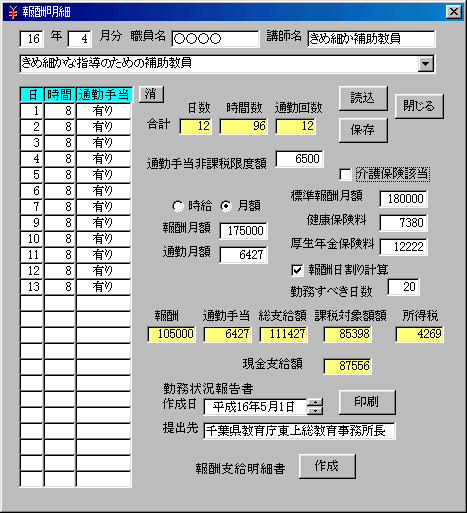 報酬明細
16 年 4 月分 職員名 〇〇〇〇 講師名 きめ細か補助教員
きめ細かな指導のための補助教員
日 時間 通勤手当
1 8 有り
2 8 有り
3 8 有り
4 8 有り
5 8 有り
6 8 有り
7 8 有り
9 8 有り
10 8 有り
11 8 有り
12 8 有り
13 8 有り
消
日数 時間数 通勤回数
合計 12 96 12
読込
保存
閉じる
通勤手当非課税限度額 6500
介護保険該当
時給 月額
報酬月額 175000
通勤月額 6427
標準報酬月額 180000
健康保険料 7380
厚生年金保険料 12222
報酬日割り計算
勤務すべき日数 20
報酬 通勤手当 総支給額 課税対象額額 所得税
105000 6427 111427 85398 4269
現金支給額 87556
勤務状況報告書
作成日 平成16年5月1日
印刷
提出先 千葉県教育庁東上総教育事務所長
報酬支給明細書 作成